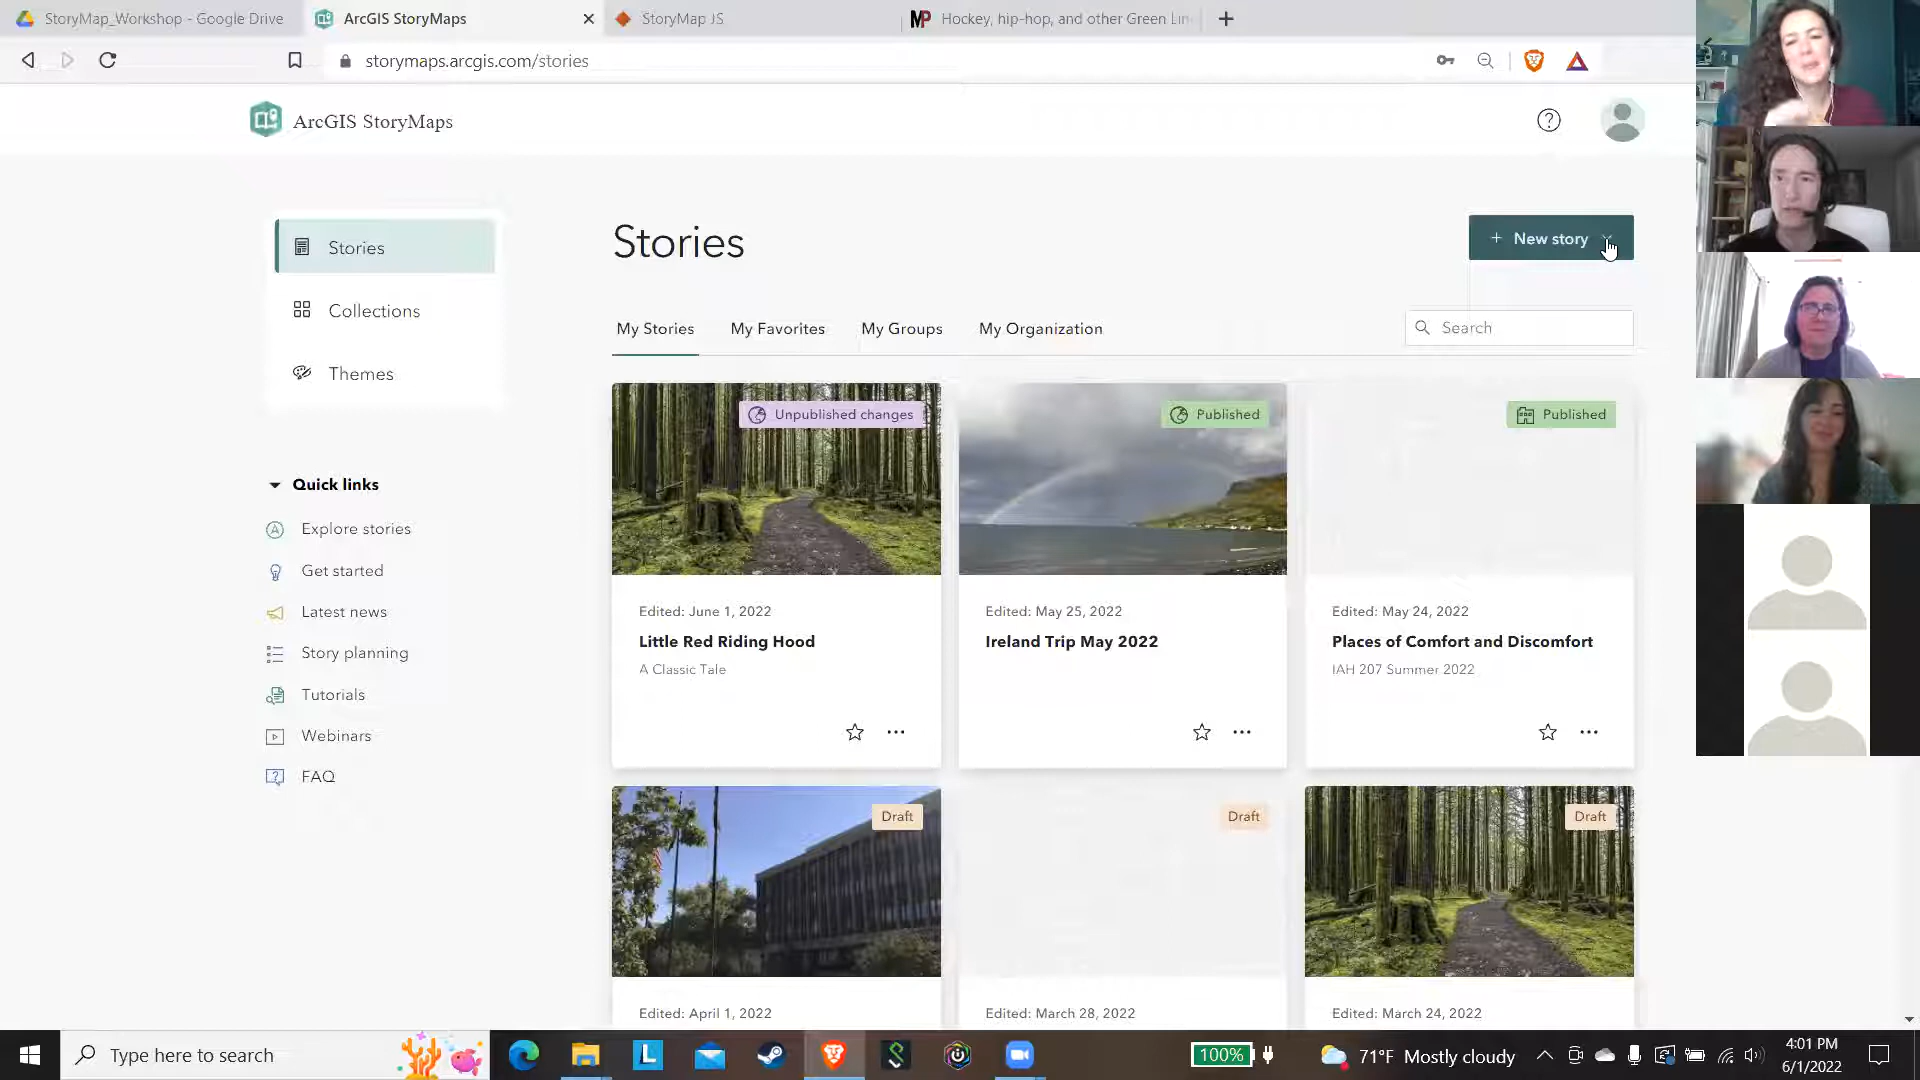 StoryMap_Workshop - Google Drive
ArcGIS StoryMaps
StoryMap JS
MP Hockey, hip-hop, and other Green Lin
storymaps.arcgis.com/stories
ArcGIS StoryMaps
Stories
Collections
Themes
Quick links
Explore stories
Get started
Latest news
Story planning
Tutorials
Webinars
FAQ
Stories
+ New story
My Stories
My Favorites
My Groups
My Organization
Search
Unpublished changes
Edited: June 1, 2022
Little Red Riding Hood
A Classic Tale
Published
Edited: May 25, 2022
Ireland Trip May 2022
Published
Edited: May 24, 2022
Places of Comfort and Discomfort
IAH 207 Summer 2022
Draft
Edited: April 1, 2022
Draft
Edited: March 28, 2022
Draft
Edited: March 24, 2022
Type here to search
L
100%
71°F Mostly cloudy
4:01 PM
6/1/2022